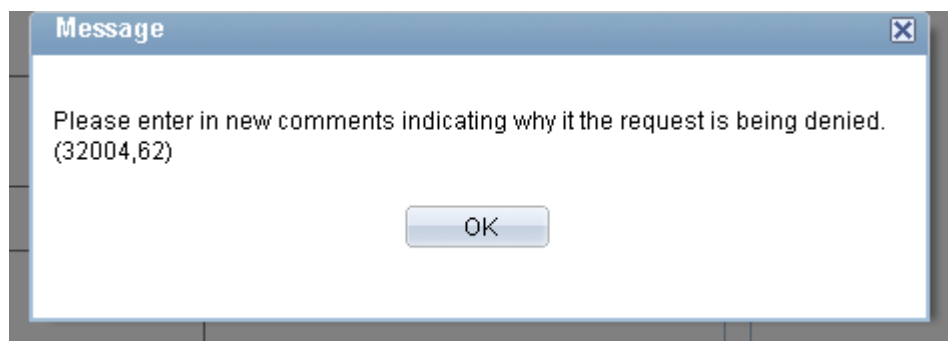 Message
Please enter in new comments indicating why it the request is being denied.
(32004,62)
OK